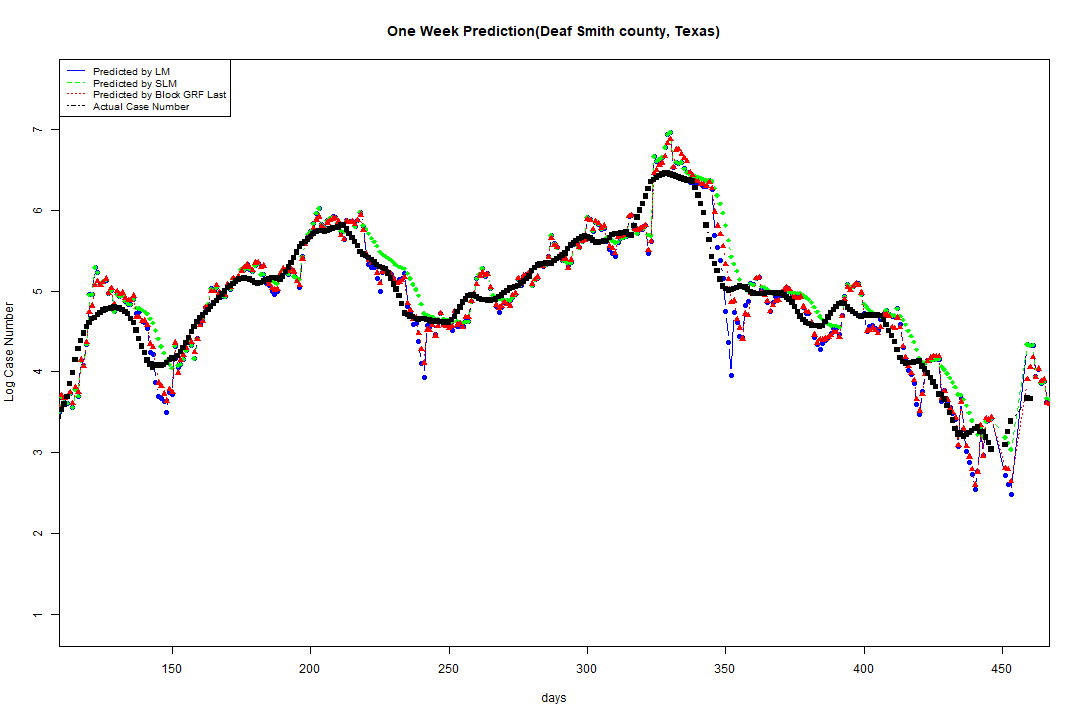 One Week Prediction(Deaf Smith county, Texas)
Predicted by LM
Predicted by SLM
Predicted by Block GRF Last
Actual Case Number
7
6
5
4
3
2
1
Log Case Number
150 200 250 300 350 400 450
days